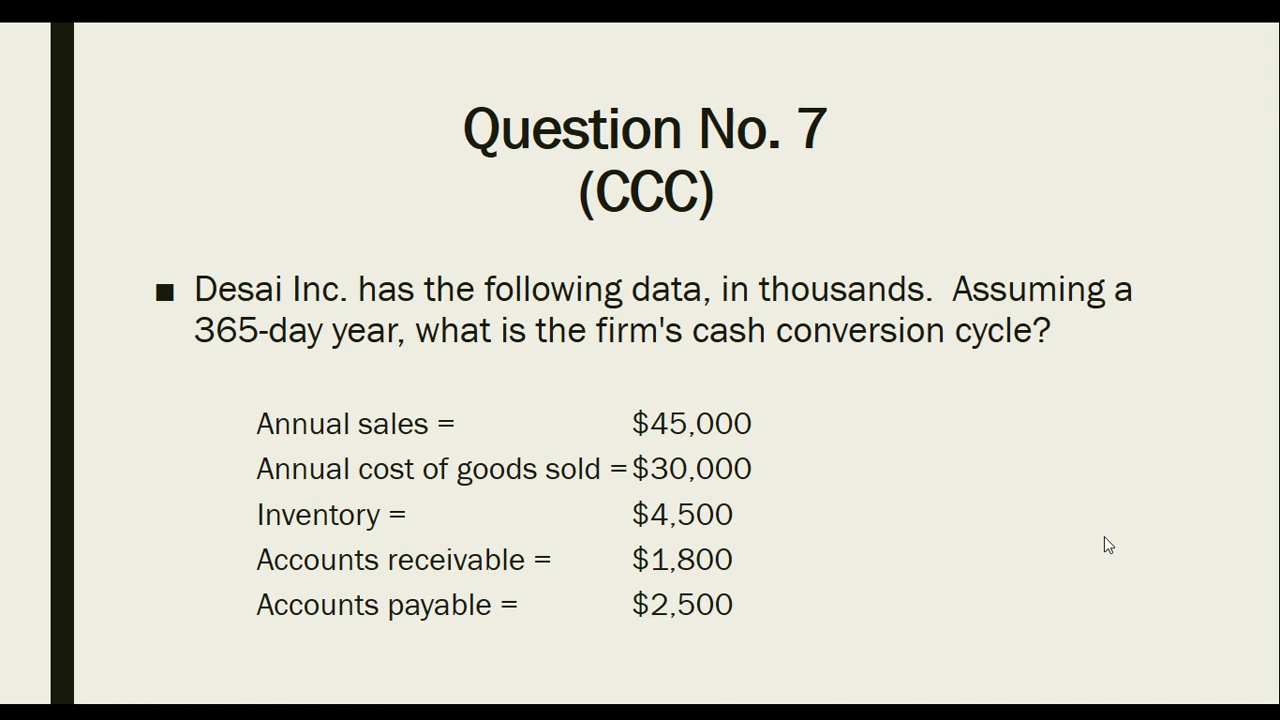 Question No. 7
(CCC)
■ Desai Inc. has the following data, in thousands.  Assuming a
365-day year, what is the firm's cash conversion cycle?
Annual sales = $45,000
Annual cost of goods sold = $30,000
Inventory = $4,500
Accounts receivable = $1,800
Accounts payable = $2,500